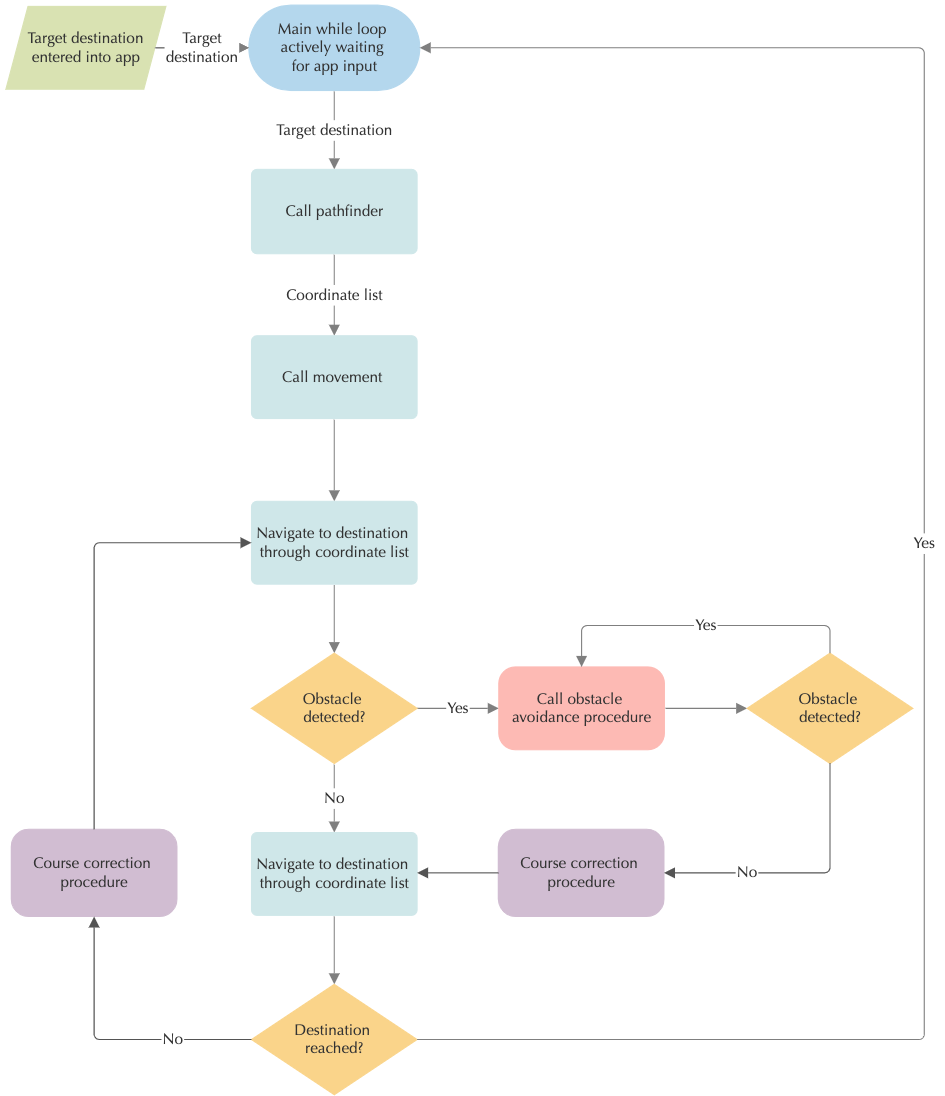 Target destination
entered into app
Target
destination
Main while loop
actively waiting
for app input
Target destination
Call pathfinder
Coordinate list
Call movement
Navigate to destination
through coordinate list
Yes
Yes
Obstacle
detected?
Yes
Call obstacle
avoidance procedure
Obstacle
detected?
No
Course correction
procedure
Navigate to destination
through coordinate list
Course correction
procedure
No
Destination
reached?
No